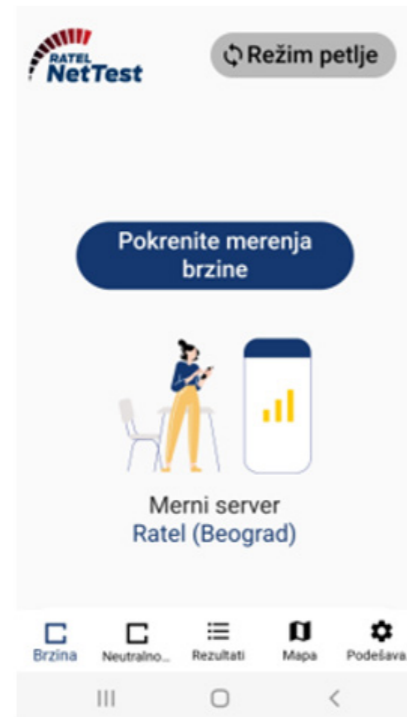 RATEL
NetTest
Režim petlje
Pokrenite merenja
brzine
Merni server
Ratel (Beograd)
Brzina
Neutralno...
Rezultati
Mapa
Podešava